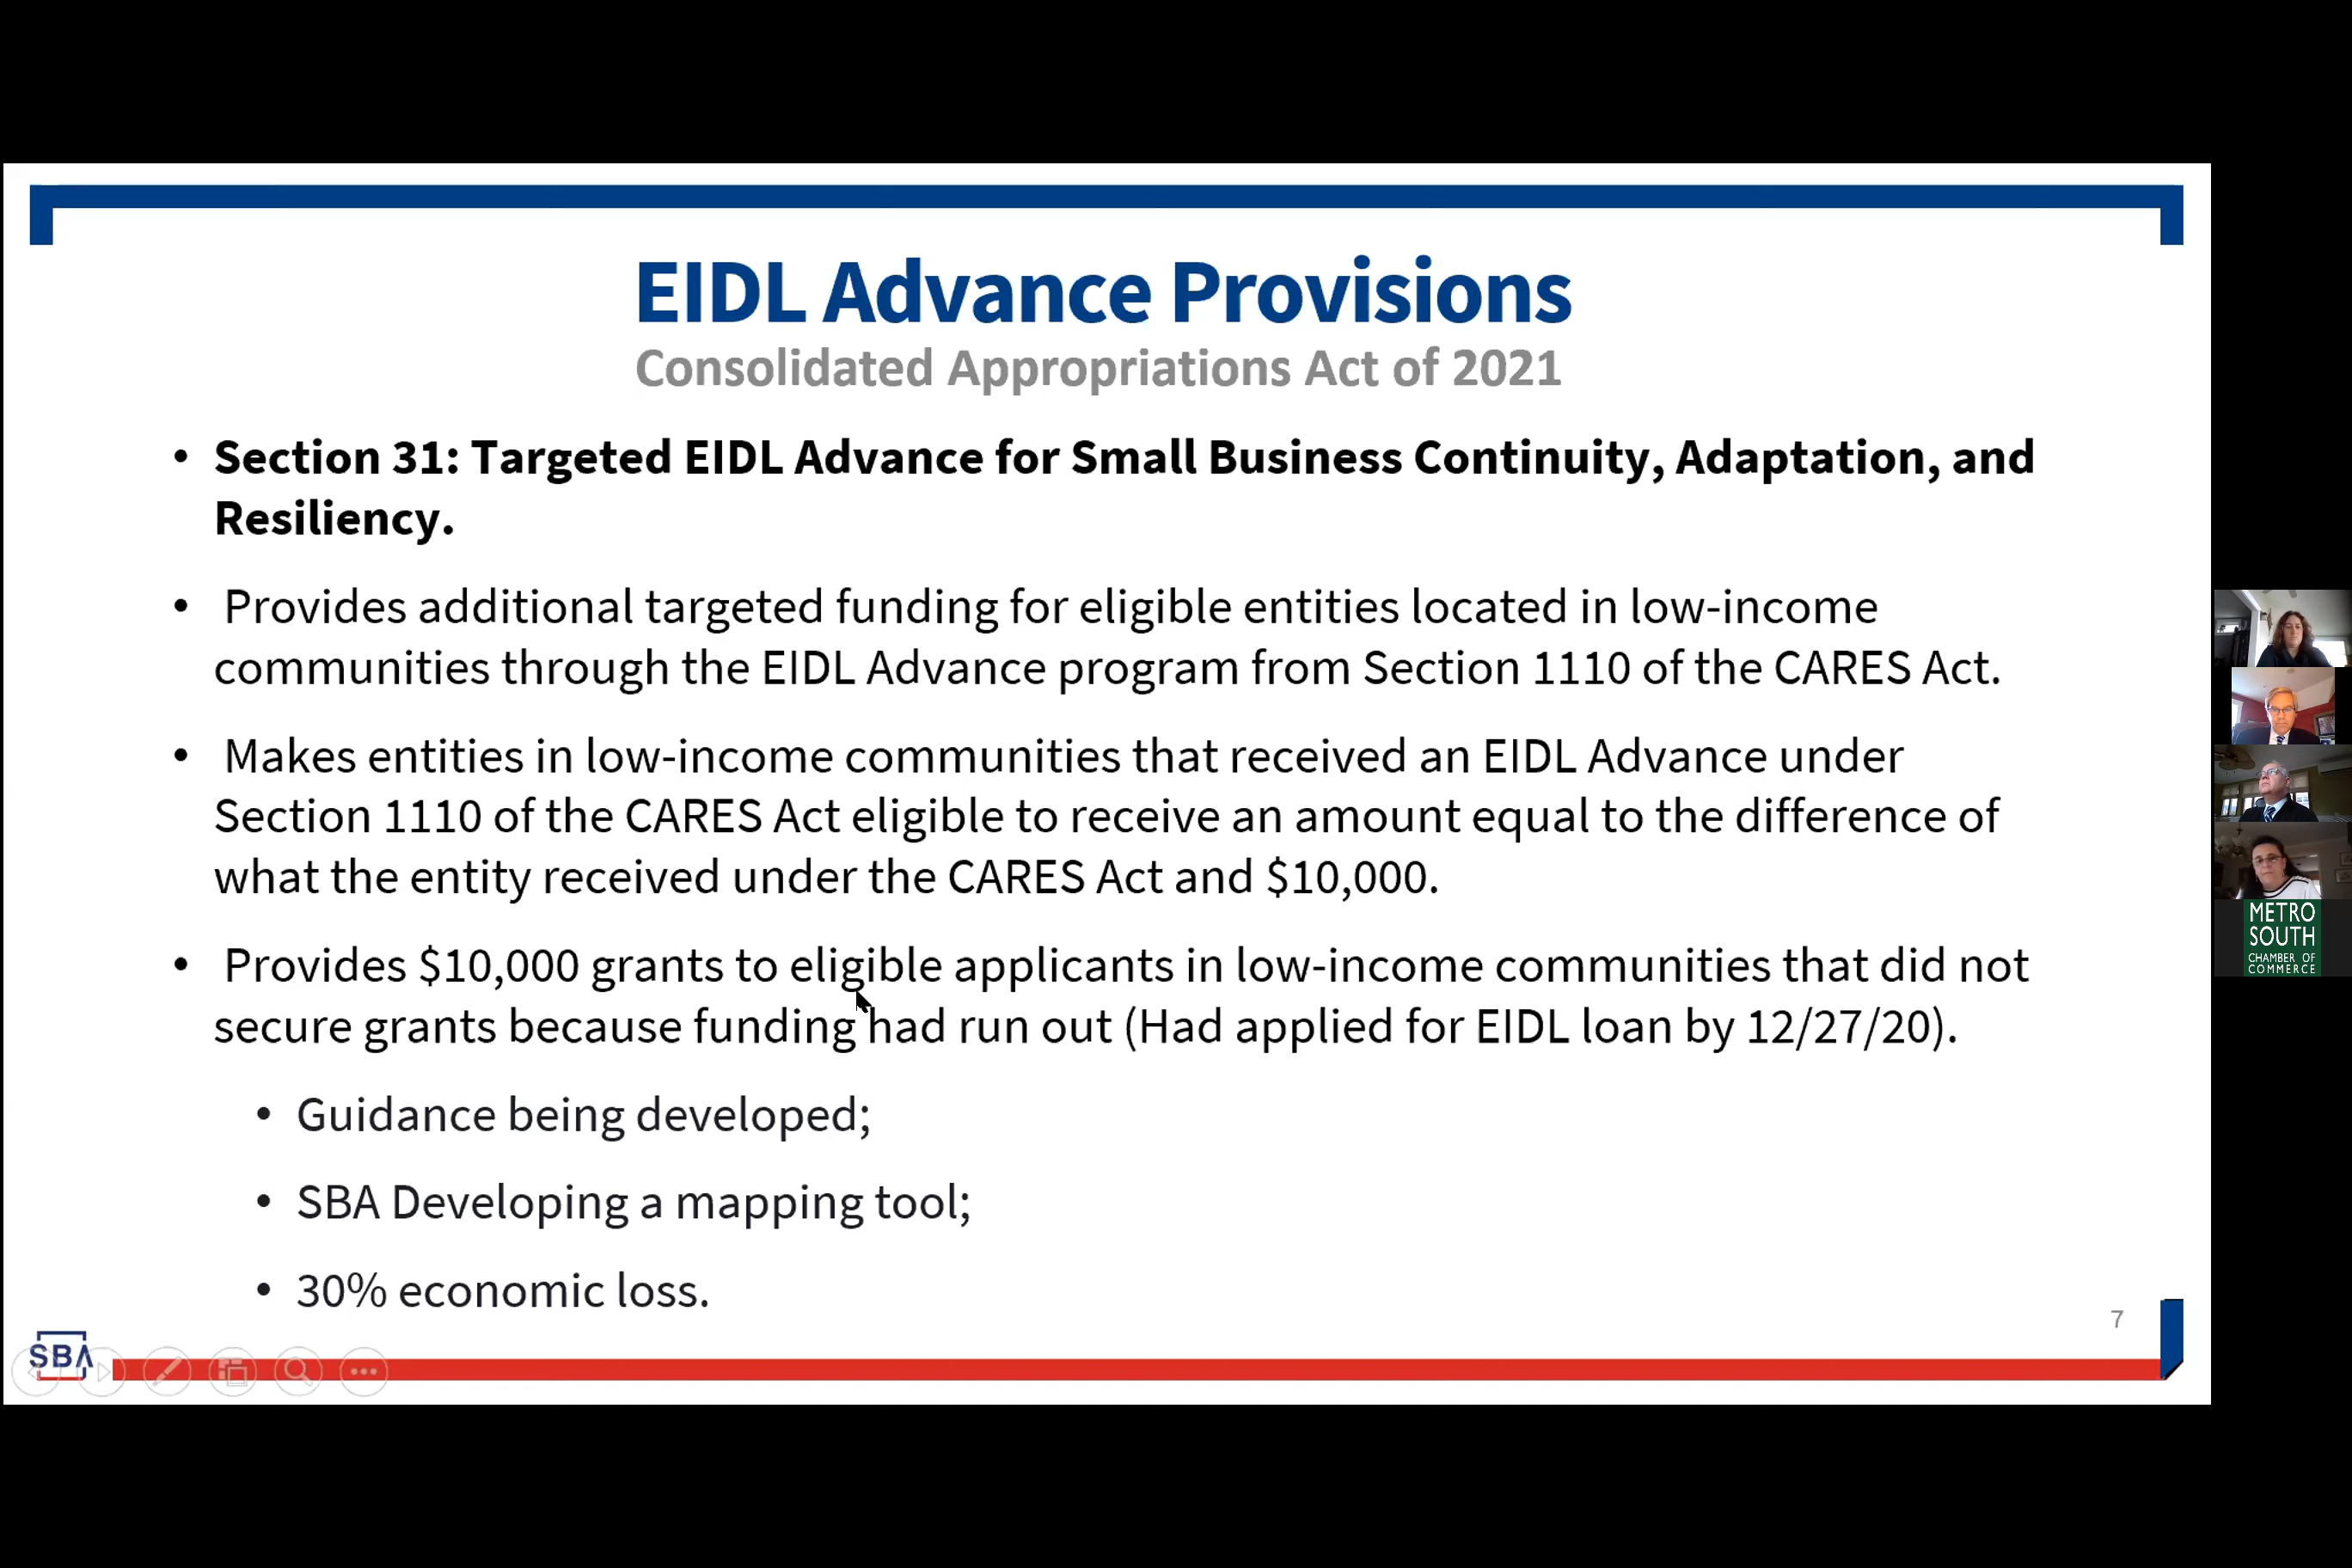 EIDL Advance Provisions
Consolidated Appropriations Act of 2021
• Section 31: Targeted EIDL Advance for Small Business Continuity, Adaptation, and
Resiliency.
• Provides additional targeted funding for eligible entities located in low-income
communities through the EIDL Advance program from Section 1110 of the CARES Act.
• Makes entities in low-income communities that received an EIDL Advance under
Section 1110 of the CARES Act eligible to receive an amount equal to the difference of
what the entity received under the CARES Act and $10,000.
• Provides $10,000 grants to eligible applicants in low-income communities that did not
secure grants because funding had run out (Had applied for EIDL loan by 12/27/20).
• Guidance being developed;
• SBA Developing a mapping tool;
• 30% economic loss.
7
SBA
METRO
SOUTH
CHAMBER OF
COMMERCE